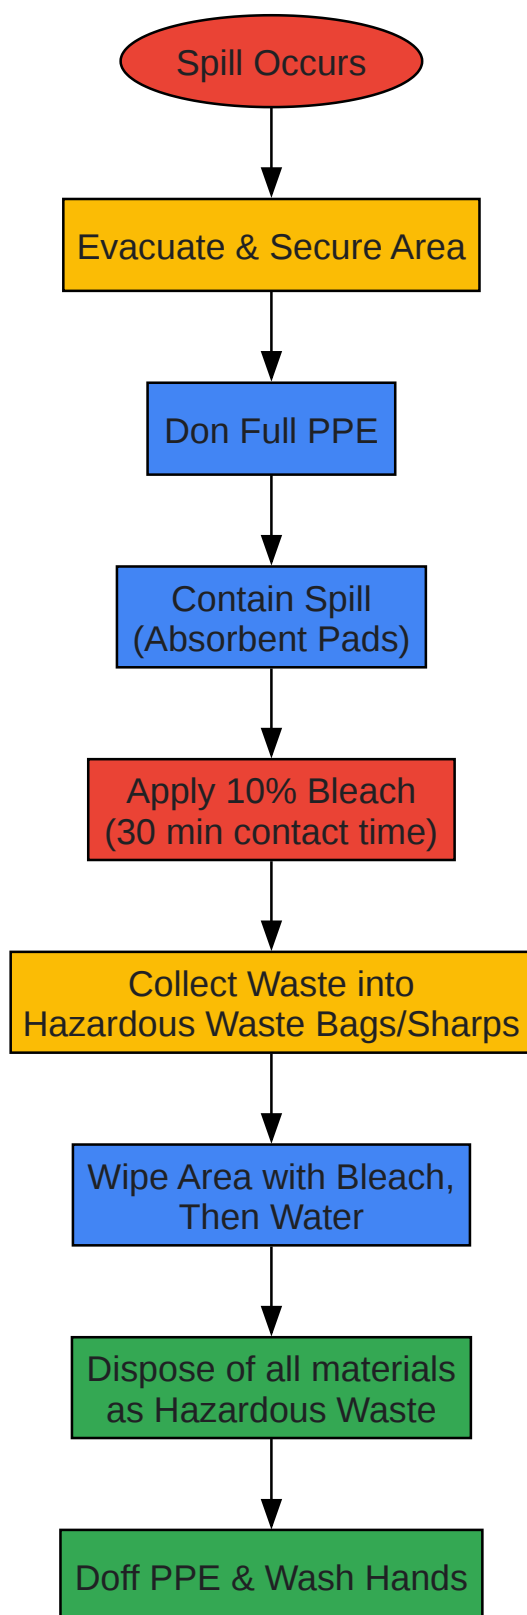 Spill Occurs
Evacuate & Secure Area
Don Full PPE
Contain Spill
(Absorbent Pads)
Apply 10% Bleach
(30 min contact time)
Collect Waste into
Hazardous Waste Bags/Sharps
Wipe Area with Bleach,
Then Water
Dispose of all materials
as Hazardous Waste
Doff PPE & Wash Hands